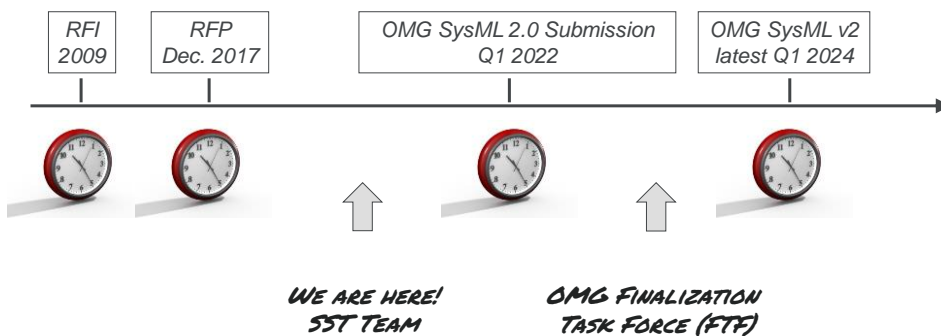 RFI
2009
RFP
Dec. 2017
OMG SysML 2.0 Submission
Q1 2022
OMG SysML v2
latest Q1 2024
WE ARE HERE!
SST TEAM
OMG FINALIZATION
TASK FORCE (FTF)